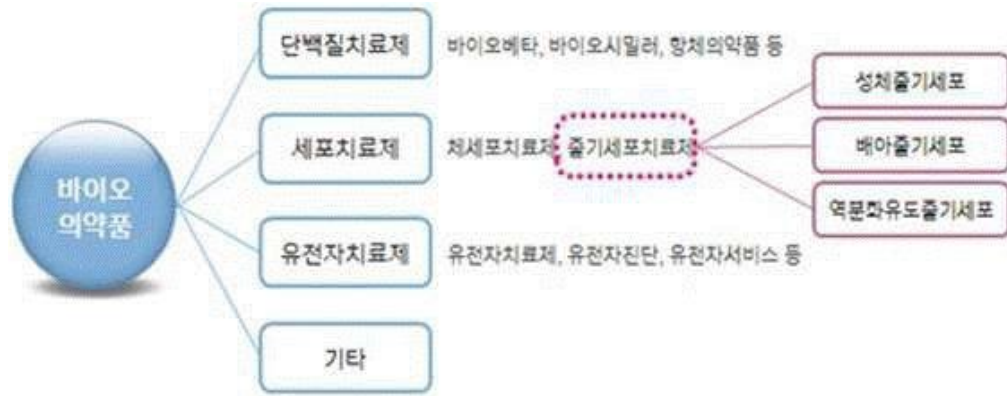 단백질치료제
바이오베타, 바이오시밀러, 항체의약품 등
성체줄기세포
세포치료제
체세포치료제
줄기세포치료제
배아줄기세포
바이오
의약품
역분화유도줄기세포
유전자치료제
유전자치료제, 유전자진단, 유전자서비스 등
기타